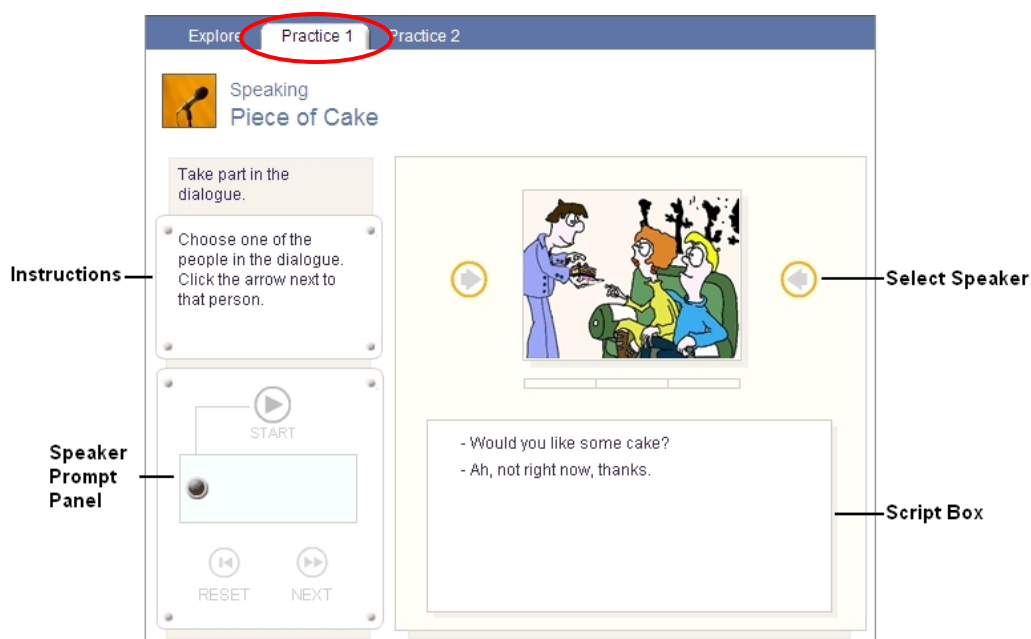 Explore
Practice 1
Practice 2
Speaking
Piece of Cake
Take part in the
dialogue.
Instructions
Choose one of the
people in the dialogue.
Click the arrow next to
that person.
Select Speaker
START
Speaker
Prompt
Panel
RESET
NEXT
- Would you like some cake?
- Ah, not right now, thanks.
Script Box